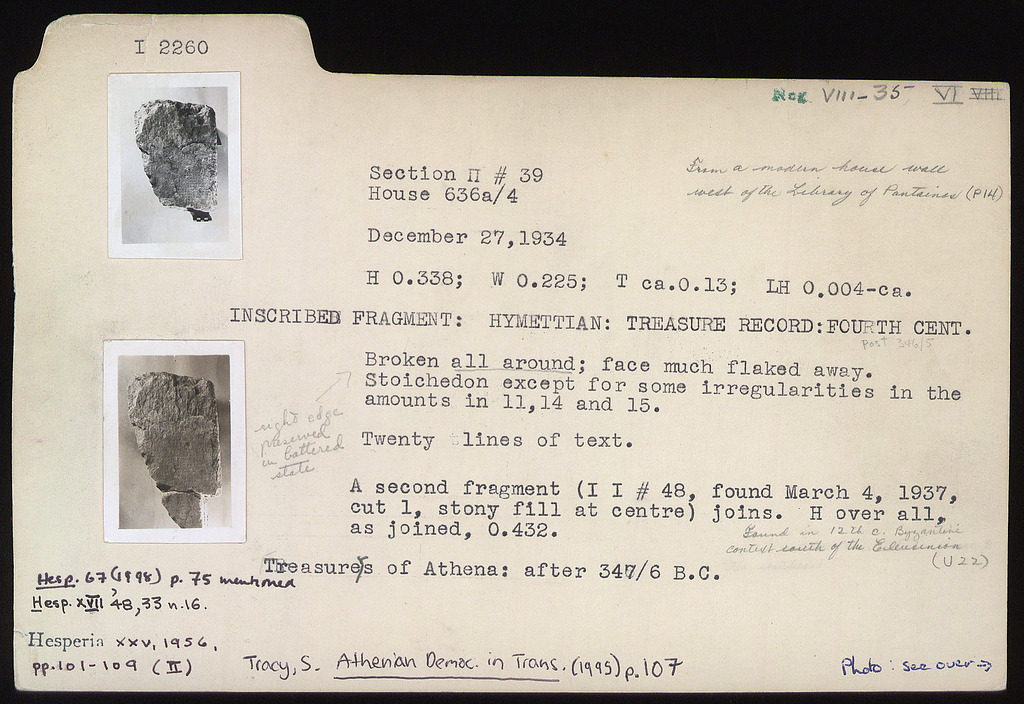 I 2260
Neg VIII-35 VI VIII
Section Π # 39
House 636a/4
From a modern house wall
west of the Library of Pantainos (P14)
December 27,1934
H 0.338; W 0.225; T ca.0.13; LH 0.004-ca.
INSCRIBED FRAGMENT: HYMETTIAN: TREASURE RECORD:FOURTH CENT.
post 346/5
Broken all around; face much flaked away.
Stoichedon except for some irregularities in the
amounts in 11,14 and 15.
right edge
preserved
in battered
state
Twenty lines of text.
A second fragment (I I # 48, found March 4, 1937,
cut 1, stony fill at centre) joins. H over all,
as joined, 0.432.
Found in 12th c. Byzantine
context south of the Eleusinion
(U22)
Treasures of Athena: after 347/6 B.C.
Hesp. 67 (1998) p. 75 mentioned
Hesp. XVII '48, 33 n.16.
Hesperia XXV, 1956,
pp. 101-109 (II)
Tracy, S. Athenian Democ. in Trans. (1995) p.107
Photo: see over →